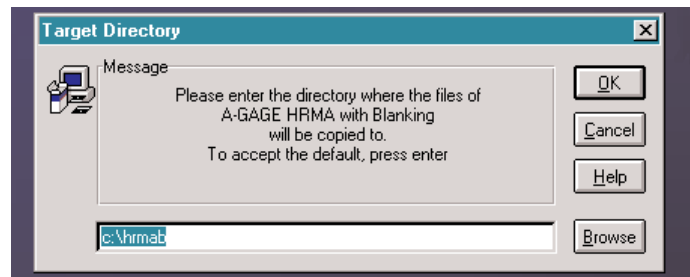 Target Directory
Message
Please enter the directory where the files of
A-GAGE HRMA with Blanking
will be copied to.
To accept the default, press enter
OK
Cancel
Help
c:\hrmab
Browse